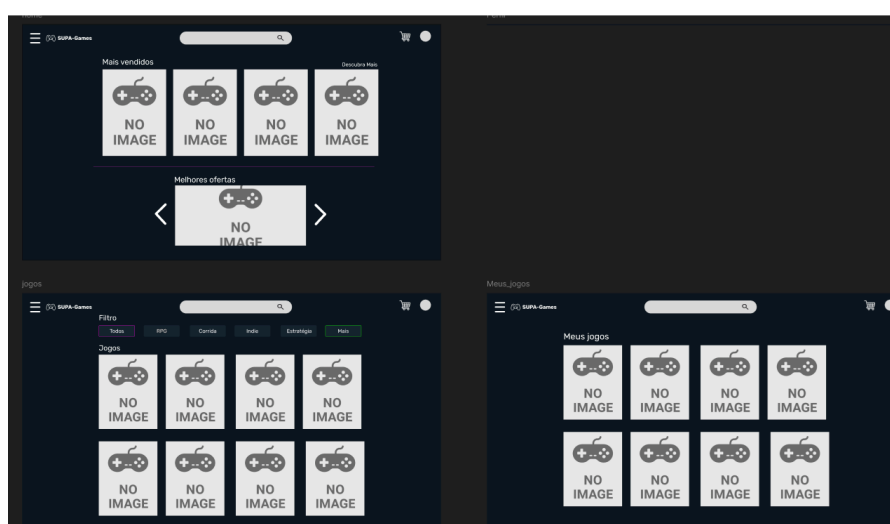 Home
SUPA-Games
Mais vendidos
Descubra Mais
NO IMAGE
NO IMAGE
NO IMAGE
NO IMAGE
Melhores ofertas
NO
IMAGE
jogos
SUPA-Games
Filtro
Todos RPG Corrida Indie Estratégia Mais
Jogos
NO IMAGE
NO IMAGE
NO IMAGE
NO IMAGE
NO IMAGE
NO IMAGE
NO IMAGE
NO IMAGE
Meus_jogos
SUPA-Games
Meus jogos
NO IMAGE
NO IMAGE
NO IMAGE
NO IMAGE
NO IMAGE
NO IMAGE
NO IMAGE
NO IMAGE